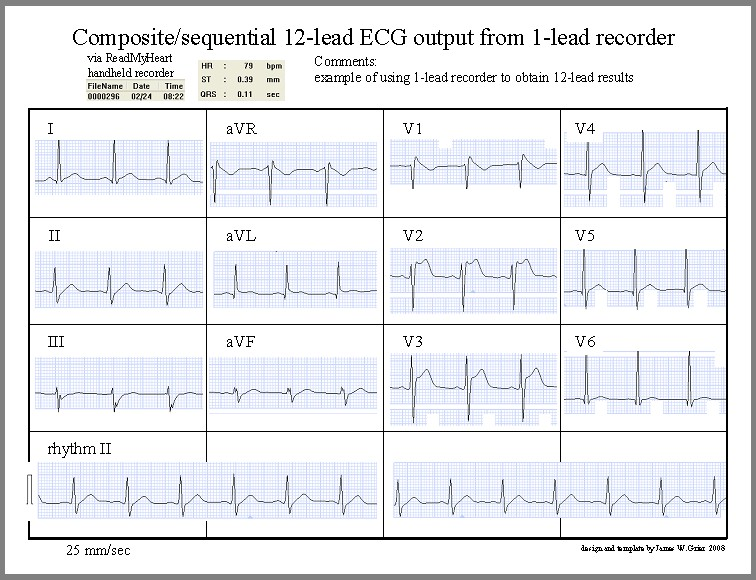 Composite/sequential 12-lead ECG output from 1-lead recorder
via ReadMyHeart
handheld recorder
FileName Date Time
0000296 02/24 08:22
HR : 79 bpm
ST : 0.39 mm
QRS : 0.11 sec
Comments:
example of using 1-lead recorder to obtain 12-lead results
I aVR V1 V4
II aVL V2 V5
III aVF V3 V6
rhythm II
25 mm/sec
design and template by James W. Grier 2008